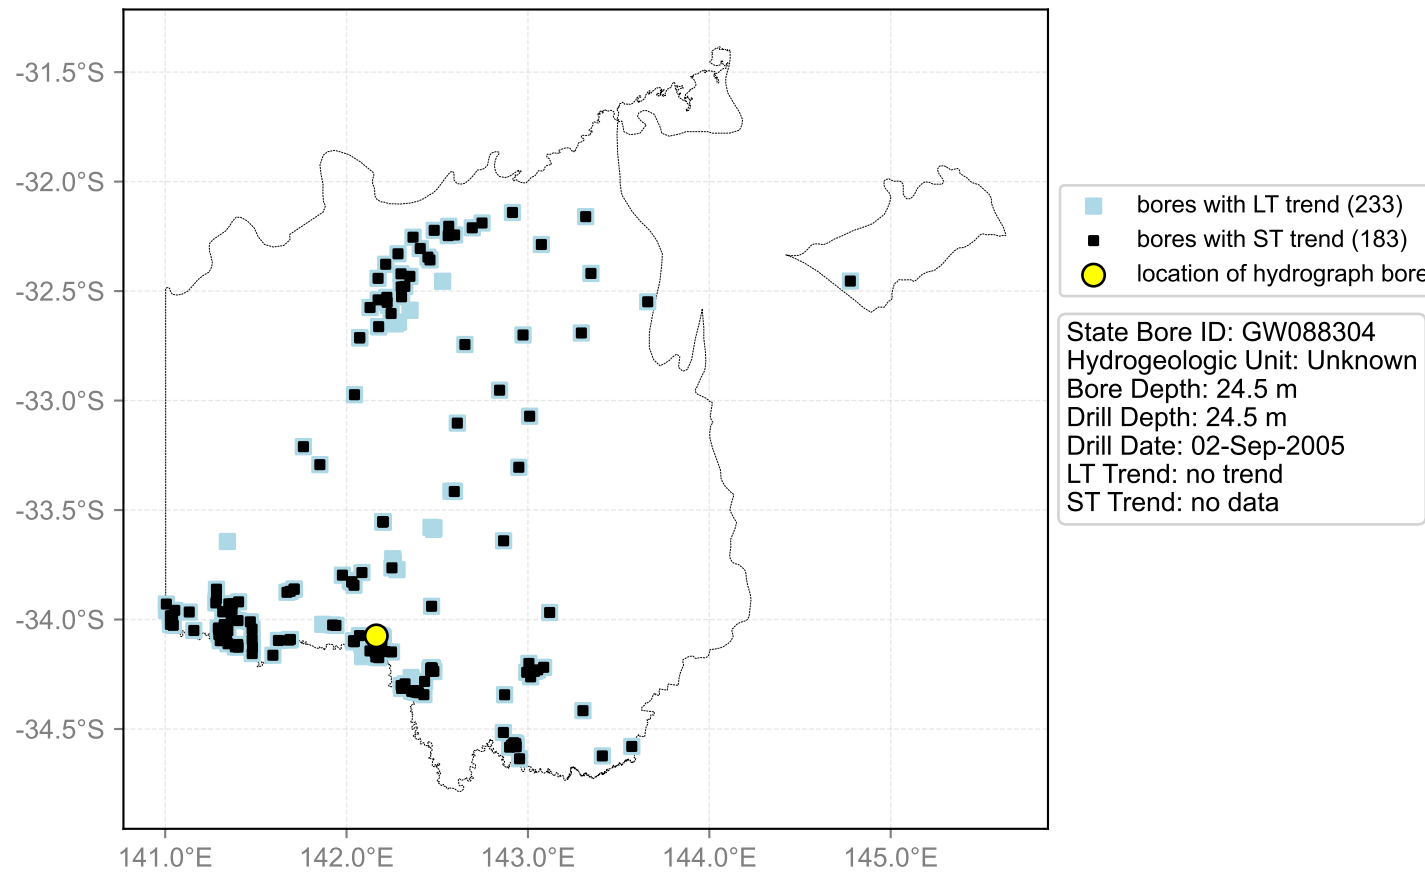 -31.5°S
-32.0°S
-32.5°S
-33.0°S
-33.5°S
-34.0°S
-34.5°S
141.0°E
142.0°E
143.0°E
144.0°E
145.0°E
bores with LT trend (233)
bores with ST trend (183)
location of hydrograph bore
State Bore ID: GW088304
Hydrogeologic Unit: Unknown
Bore Depth: 24.5 m
Drill Depth: 24.5 m
Drill Date: 02-Sep-2005
LT Trend: no trend
ST Trend: no data